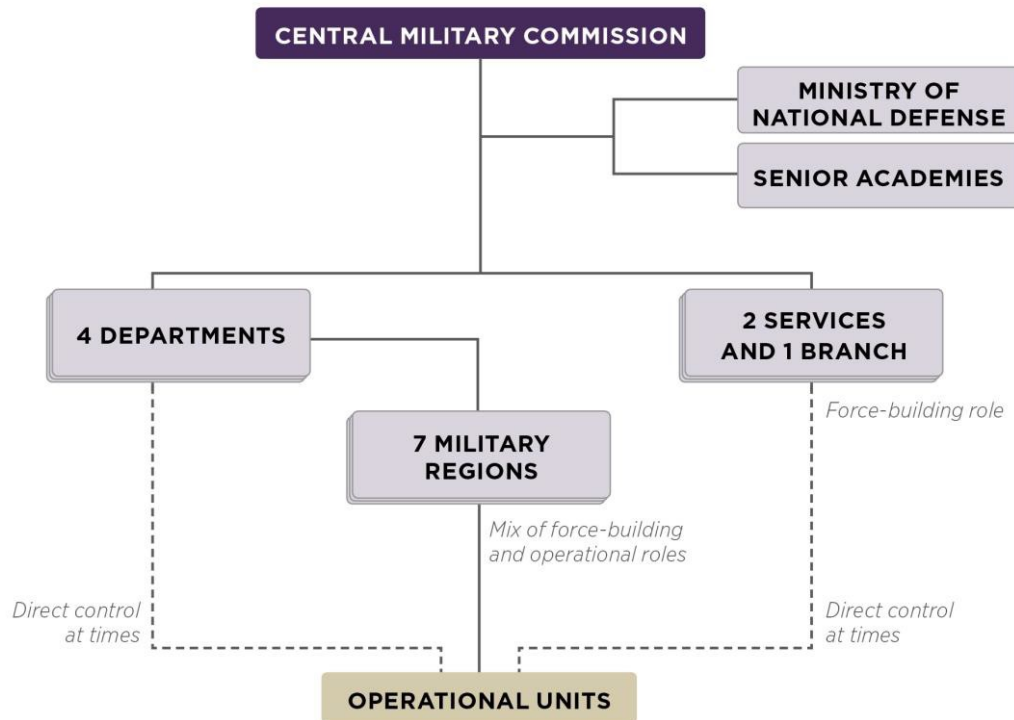 CENTRAL MILITARY COMMISSION
MINISTRY OF
NATIONAL DEFENSE
SENIOR ACADEMIES
4 DEPARTMENTS
2 SERVICES
AND 1 BRANCH
Force-building role
7 MILITARY
REGIONS
Mix of force-building
and operational roles
Direct control
at times
Direct control
at times
OPERATIONAL UNITS